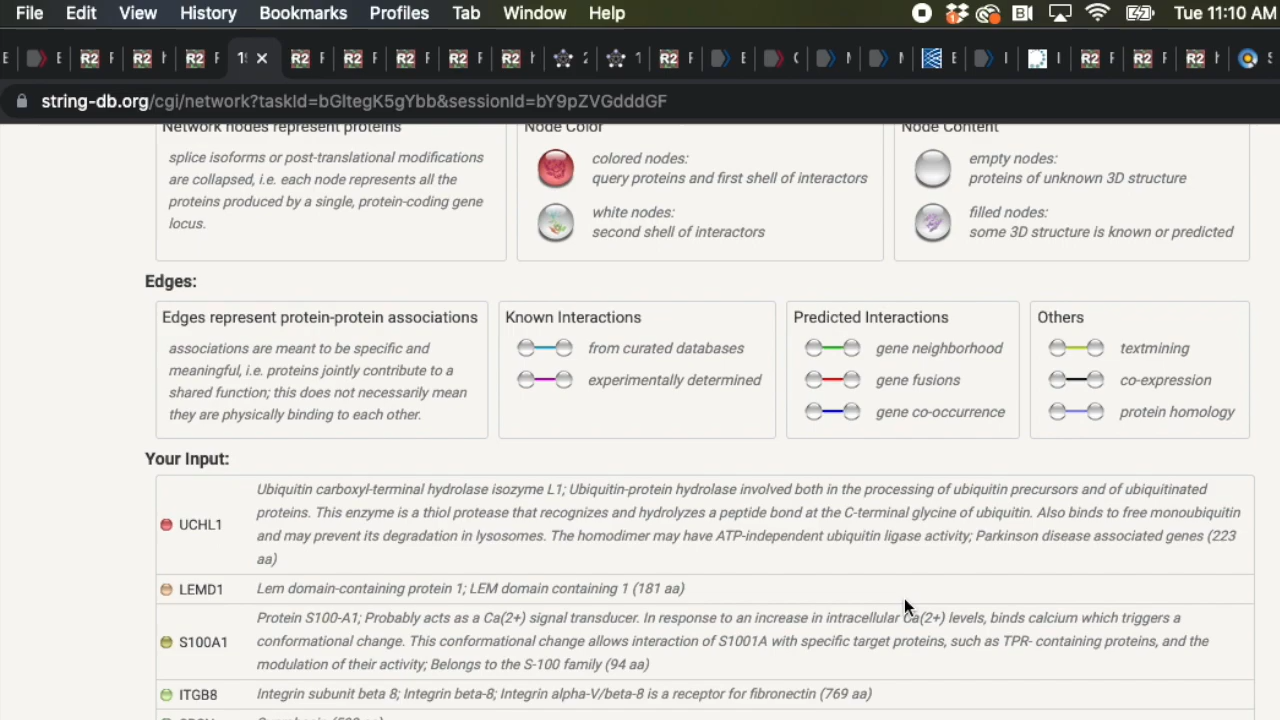 File Edit View History Bookmarks Profiles Tab Window Help Tue 11:10 AM
string-db.org/cgi/network?taskId=bGltegK5gYbb&sessionId=bY9pZVGdddGF
Network nodes represent proteins
splice isoforms or post-translational modifications
are collapsed, i.e. each node represents all the
proteins produced by a single, protein-coding gene
locus.
Node Color
colored nodes:
query proteins and first shell of interactors
white nodes:
second shell of interactors
Node Content
empty nodes:
proteins of unknown 3D structure
filled nodes:
some 3D structure is known or predicted
Edges:
Edges represent protein-protein associations
associations are meant to be specific and
meaningful, i.e. proteins jointly contribute to a
shared function; this does not necessarily mean
they are physically binding to each other.
Known Interactions
from curated databases
experimentally determined
Predicted Interactions
gene neighborhood
gene fusions
gene co-occurrence
Others
textmining
co-expression
protein homology
Your Input:
UCHL1
Ubiquitin carboxyl-terminal hydrolase isozyme L1; Ubiquitin-protein hydrolase involved both in the processing of ubiquitin precursors and of ubiquitinated
proteins. This enzyme is a thiol protease that recognizes and hydrolyzes a peptide bond at the C-terminal glycine of ubiquitin. Also binds to free monoubiquitin
and may prevent its degradation in lysosomes. The homodimer may have ATP-independent ubiquitin ligase activity; Parkinson disease associated genes (223
aa)
LEMD1
Lem domain-containing protein 1; LEM domain containing 1 (181 aa)
S100A1
Protein S100-A1; Probably acts as a Ca(2+) signal transducer. In response to an increase in intracellular Ca(2+) levels, binds calcium which triggers a
conformational change. This conformational change allows interaction of S1001A with specific target proteins, such as TPR- containing proteins, and the
modulation of their activity; Belongs to the S-100 family (94 aa)
ITGB8
Integrin subunit beta 8; Integrin beta-8; Integrin alpha-V/beta-8 is a receptor for fibronectin (769 aa)